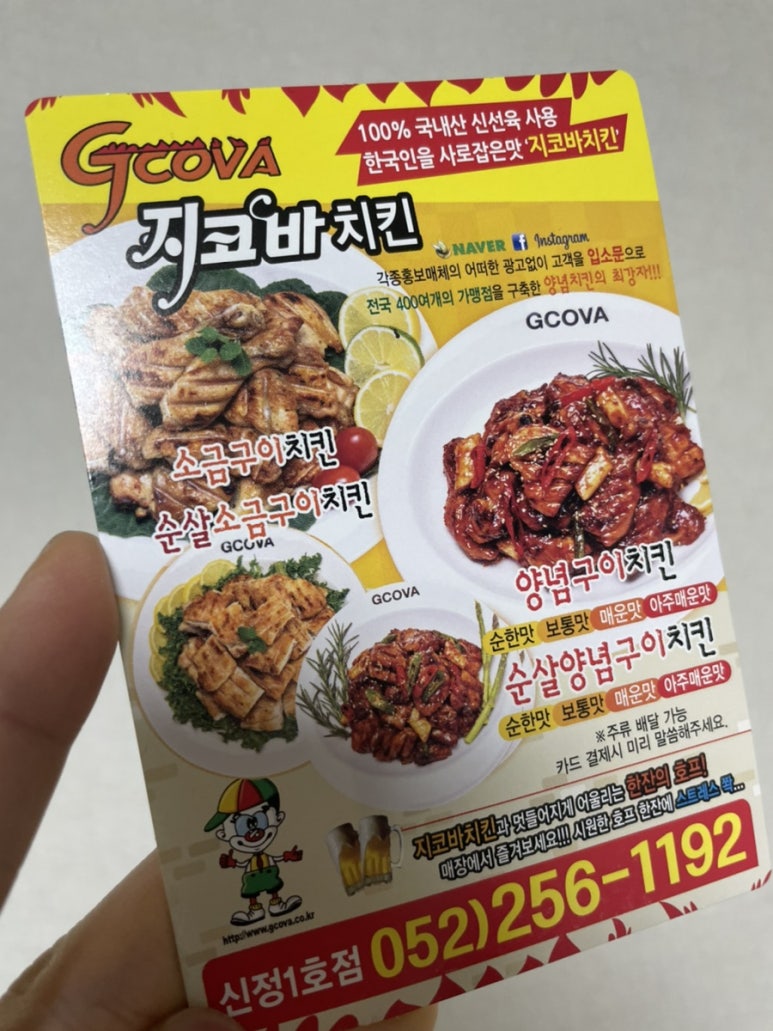 GCOVA
지코바치킨
100% 국내산 신선육 사용
한국인을 사로잡은맛 '지코바치킨'
NAVER f Instagram
각종홍보매체의 어떠한 광고없이 고객을 입소문으로
전국 400여개의 가맹점을 구축한 양념치킨의 최강자!!!
GCOVA
소금구이치킨
순살소금구이치킨
GCOVA
GCOVA
양념구이치킨
순한맛 보통맛 매운맛 아주매운맛
순살양념구이치킨
순한맛 보통맛 매운맛 아주매운맛
※주류 배달 가능
카드 결제시 미리 말씀해주세요.
지코바치킨과 멋들어지게 어울리는 한잔의 호프!
매장에서 즐겨보세요!!! 시원한 호프 한잔에 스트레스 싹...
http://www.gcova.co.kr
신정1호점 052)256-1192